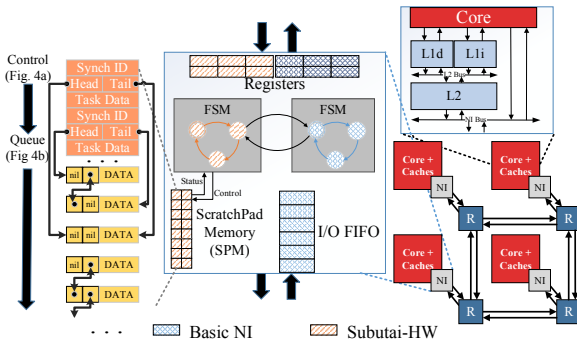 Control
(Fig. 4a)
Queue
(Fig 4b)
Synch ID
Head Tail
Task Data
Synch ID
Head Tail
Task Data
. . .
nil DATA
nil DATA
nil nil DATA
nil DATA
nil DATA
. . .
Registers
FSM
FSM
Status
Control
ScratchPad
Memory
(SPM)
I/O FIFO
Basic NI
Subutai-HW
Core
L1d
L1i
L2 Bus
L2
NI Bus
Core +
Caches
NI
R
Core +
Caches
NI
R
Core +
Caches
NI
R
Core +
Caches
NI
R